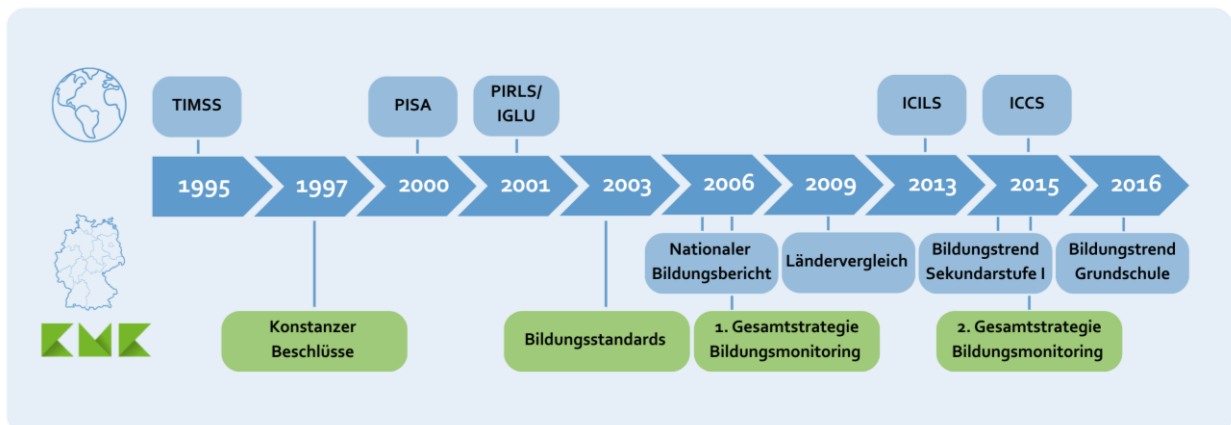 TIMSS
PISA
PIRLS/
IGLU
ICILS
ICCS
1995
1997
2000
2001
2003
2006
2009
2013
2015
2016
Nationaler
Bildungsbericht
Ländervergleich
Bildungstrend
Sekundarstufe I
Bildungstrend
Grundschule
KMK
Konstanzer
Beschlüsse
Bildungsstandards
1. Gesamtstrategie
Bildungsmonitoring
2. Gesamtstrategie
Bildungsmonitoring